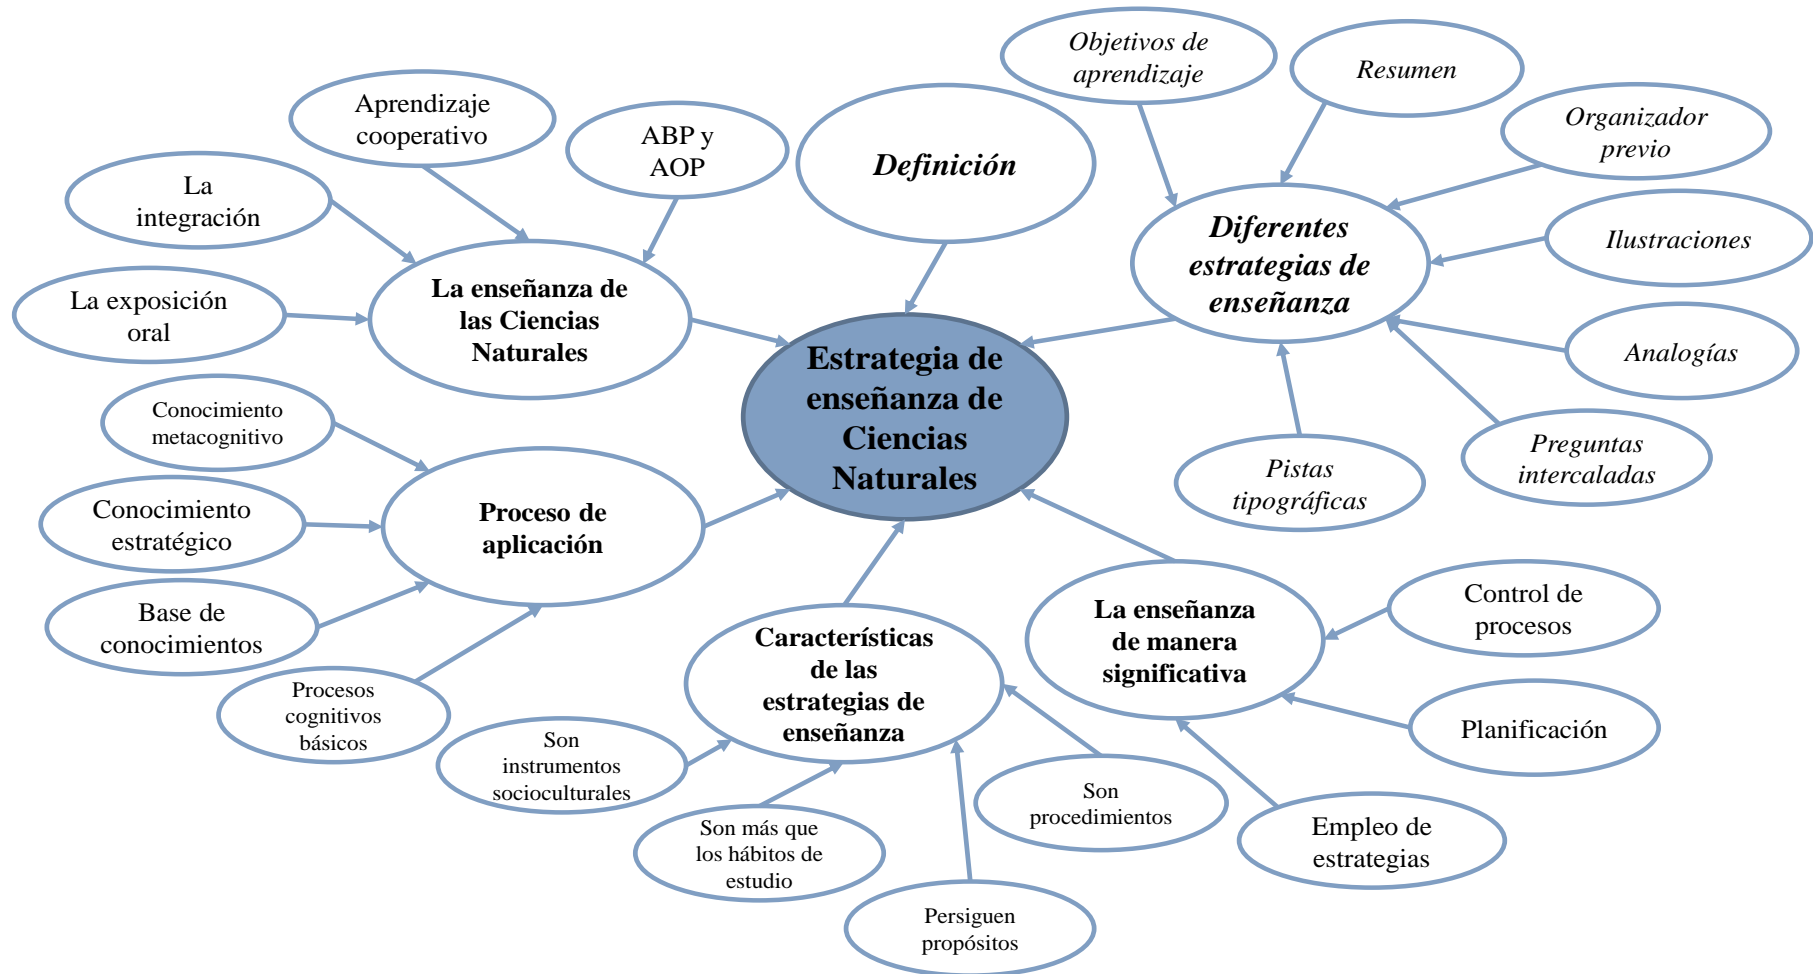 Objetivos de
aprendizaje
Resumen
Organizador
previo
Ilustraciones
Analogías
Preguntas
intercaladas
Pistas
tipográficas
Diferentes
estrategias de
enseñanza
Definición
ABP y
AOP
Aprendizaje
cooperativo
La
integración
La exposición
oral
La enseñanza de
las Ciencias
Naturales
Estrategia de
enseñanza de
Ciencias
Naturales
Conocimiento
metacognitivo
Conocimiento
estratégico
Base de
conocimientos
Procesos
cognitivos
básicos
Proceso de
aplicación
Características
de las
estrategias de
enseñanza
Son
instrumentos
socioculturales
Son más que
los hábitos de
estudio
Persiguen
propósitos
Son
procedimientos
La enseñanza
de manera
significativa
Control de
procesos
Planificación
Empleo de
estrategias